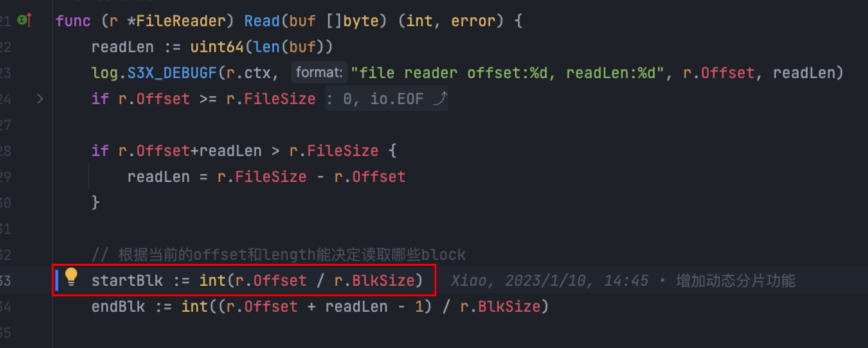 21 func (r *FileReader) Read(buf []byte) (int, error) {
22 readLen := uint64(len(buf))
23 log.S3X_DEBUGF(r.ctx, format: "file reader offset:%d, readLen:%d", r.Offset, readLen)
24 if r.Offset >= r.FileSize : 0, io.EOF
27
28 if r.Offset+readLen > r.FileSize {
29 readLen = r.FileSize - r.Offset
30 }
31
32 // 根据当前的offset和length能决定读取哪些block
33 startBlk := int(r.Offset / r.BlkSize) Xiao, 2023/1/10, 14:45 • 增加动态分片功能
34 endBlk := int((r.Offset + readLen - 1) / r.BlkSize)
35